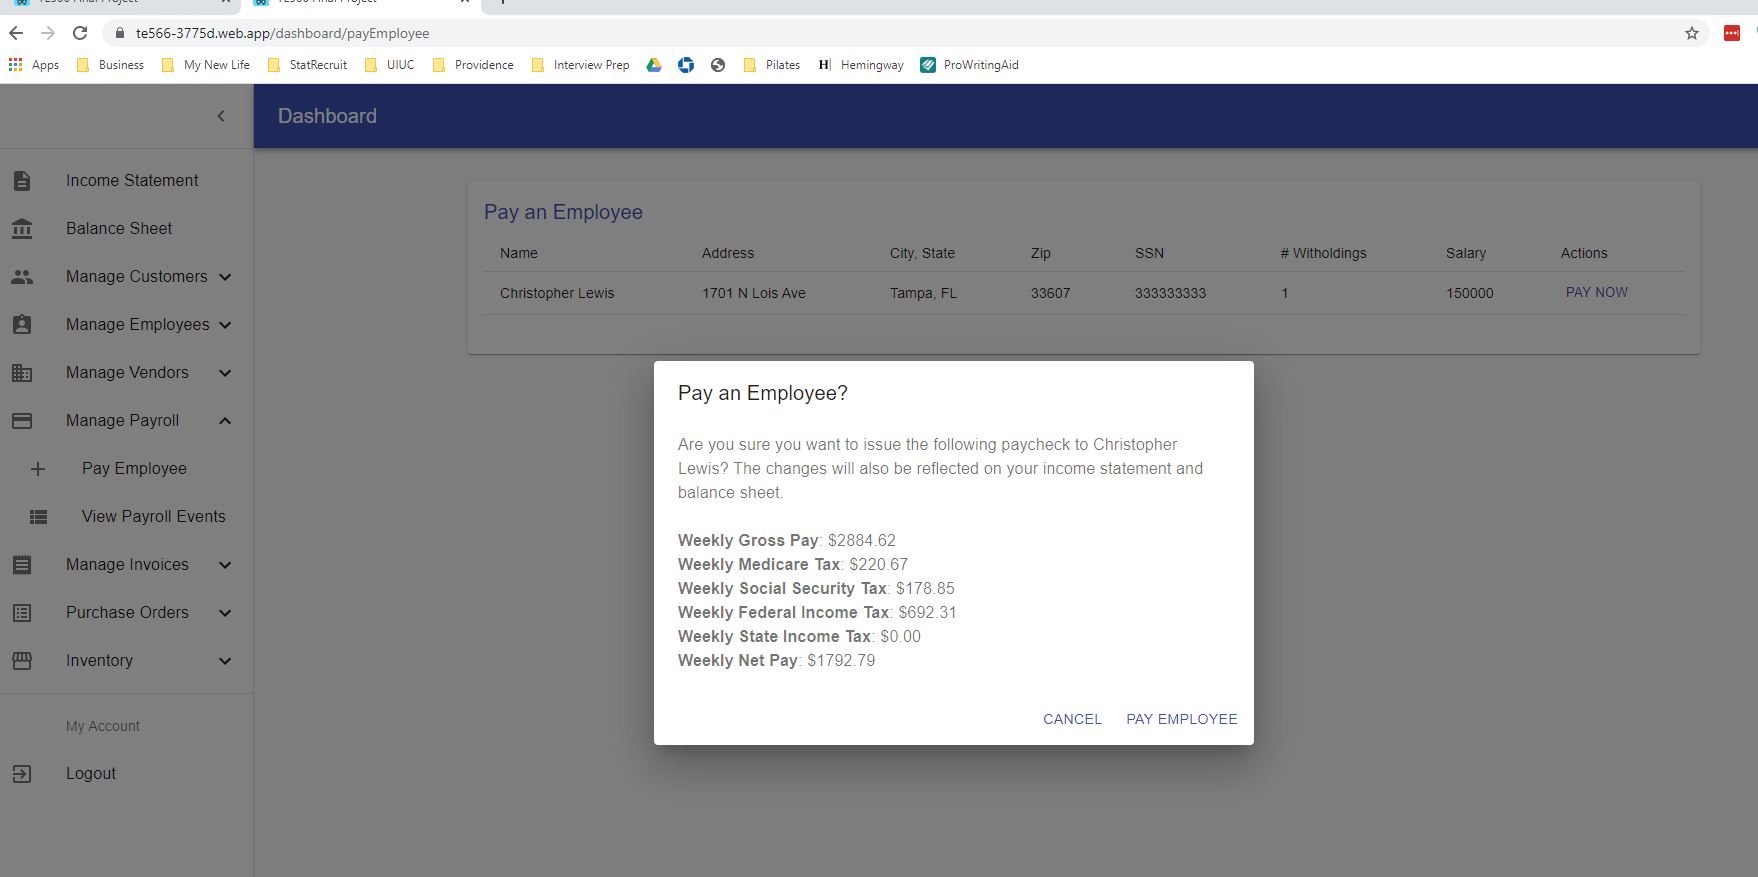 te566-3775d.web.app/dashboard/payEmployee
Apps Business My New Life StatRecruit UIUC Providence Interview Prep Pilates H Hemingway ProWritingAid
Dashboard
Income Statement
Balance Sheet
Manage Customers
Manage Employees
Manage Vendors
Manage Payroll
Pay Employee
View Payroll Events
Manage Invoices
Purchase Orders
Inventory
My Account
Logout
Pay an Employee
Name Address City, State Zip SSN # Witholdings Salary Actions
Christopher Lewis 1701 N Lois Ave Tampa, FL 33607 333333333 1 150000 PAY NOW
Pay an Employee?
Are you sure you want to issue the following paycheck to Christopher
Lewis? The changes will also be reflected on your income statement and
balance sheet.
Weekly Gross Pay: $2884.62
Weekly Medicare Tax: $220.67
Weekly Social Security Tax: $178.85
Weekly Federal Income Tax: $692.31
Weekly State Income Tax: $0.00
Weekly Net Pay: $1792.79
CANCEL PAY EMPLOYEE